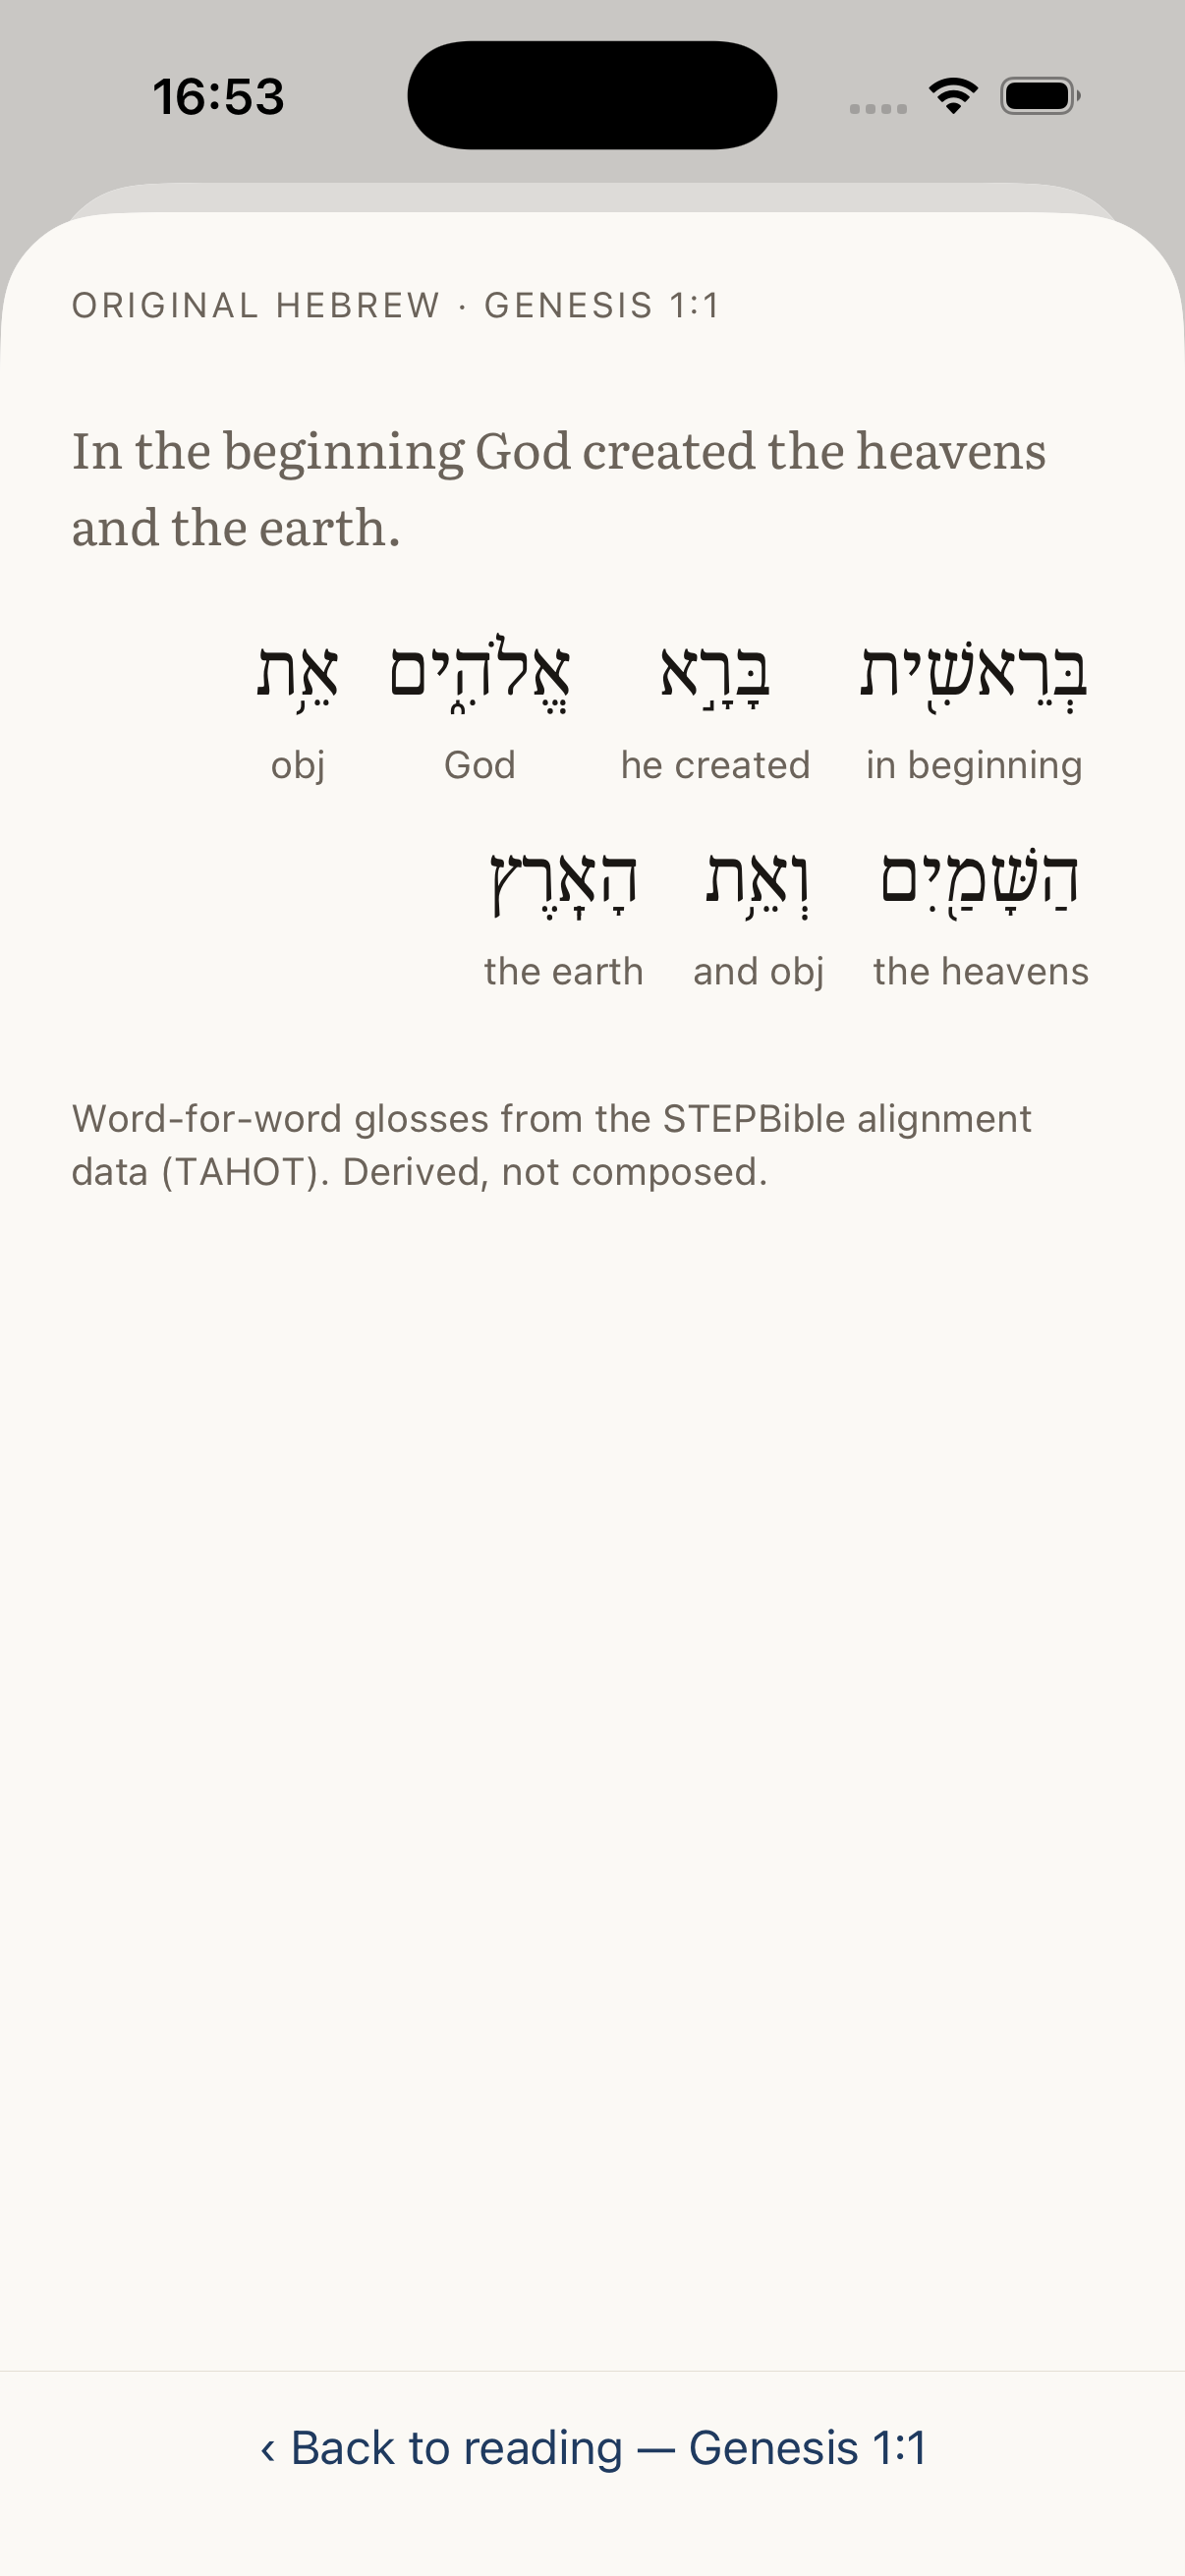 16:53
ORIGINAL HEBREW · GENESIS 1:1
In the beginning God created the heavens
and the earth.
בְּרֵאשִׁ֖ית בָּרָ֣א אֱלֹהִ֑ים אֵ֥ת
in beginning he created God obj
הַשָּׁמַ֖יִם וְאֵ֥ת הָאָֽרֶץ
the heavens and obj the earth
Word-for-word glosses from the STEPBible alignment
data (TAHOT). Derived, not composed.
‹ Back to reading — Genesis 1:1